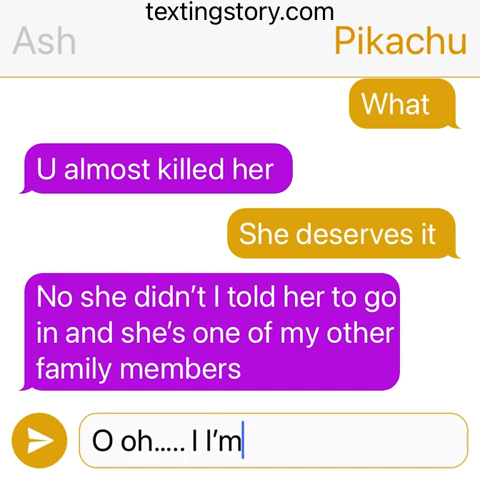 textingstory.com
Ash
Pikachu
What
U almost killed her
She deserves it
No she didn’t I told her to go
in and she’s one of my other
family members
O oh..... I I’m